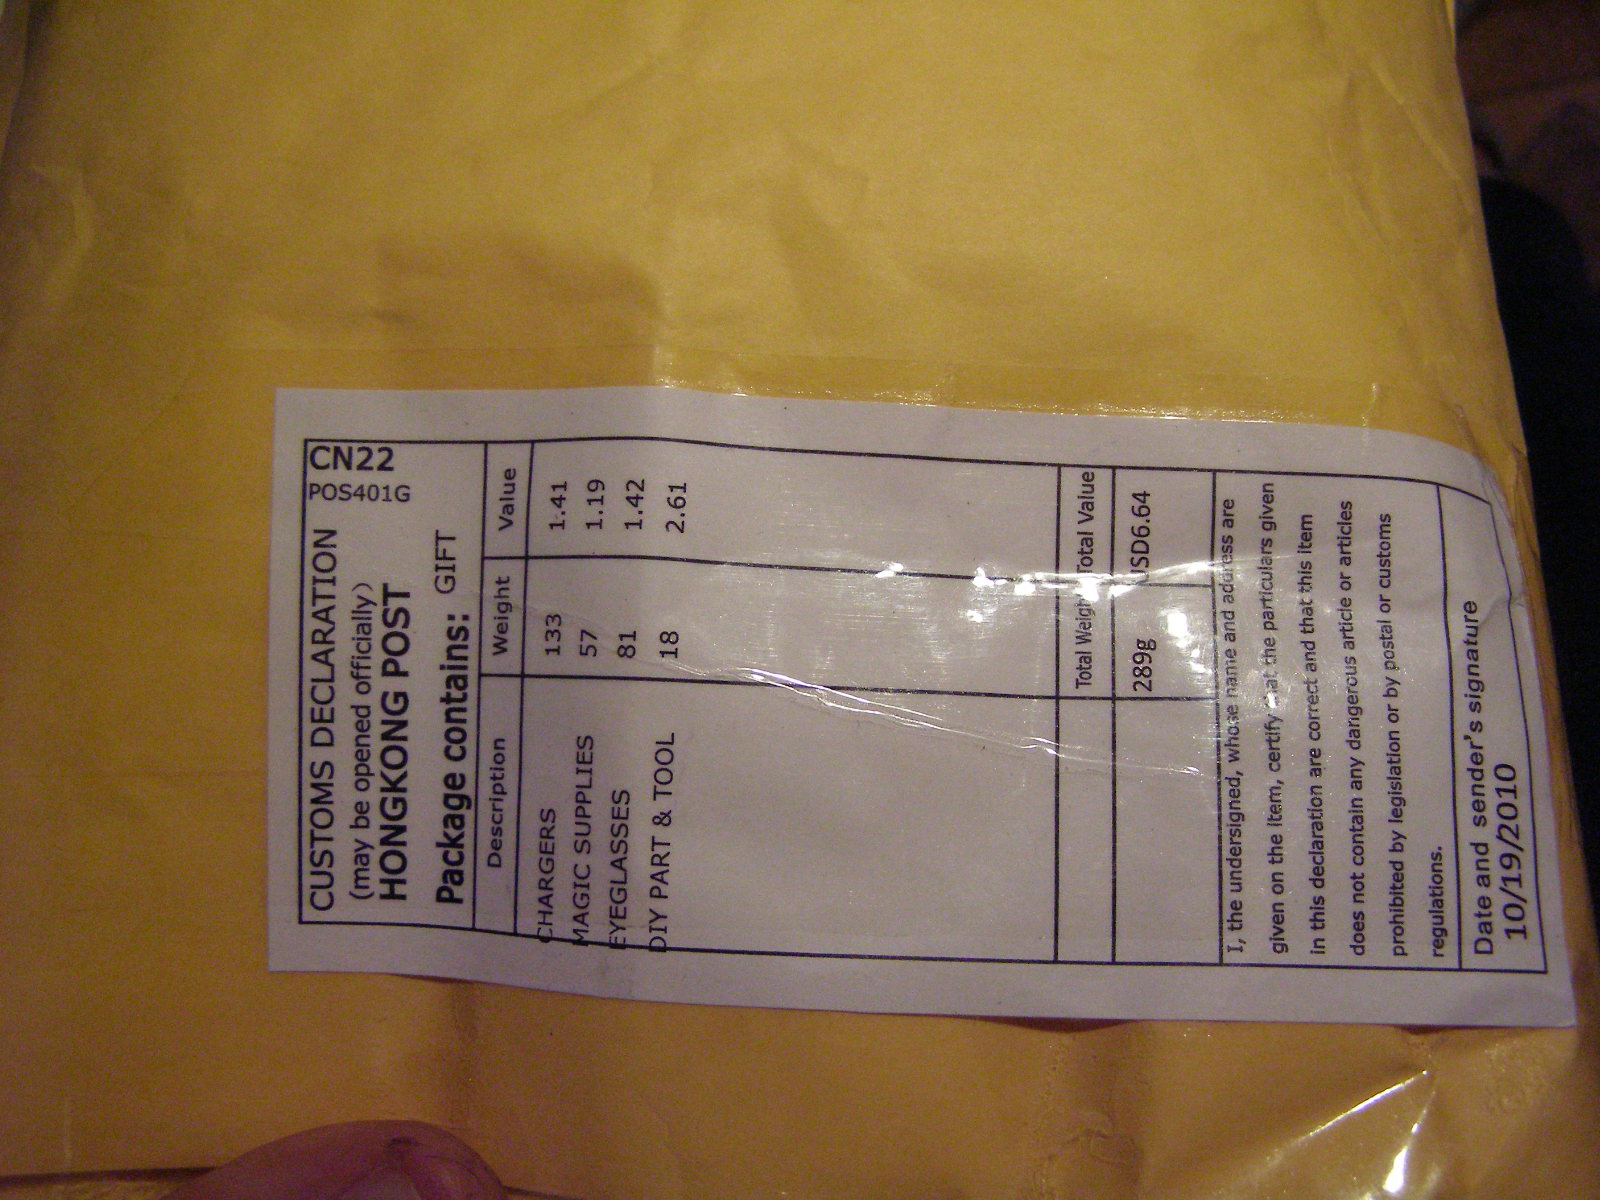 CUSTOMS DECLARATION CN22
(may be opened officially) POS401G
HONGKONG POST
Package contains: GIFT
Description Weight Value
CHARGERS 133 1.41
MAGIC SUPPLIES 57 1.19
EYEGLASSES 81 1.42
DIY PART & TOOL 18 2.61
Total Weight Total Value
289g USD6.64
I, the undersigned, whose name and address are
given on the item, certify that the particulars given
in this declaration are correct and that this item
does not contain any dangerous article or articles
prohibited by legislation or by postal or customs
regulations.
Date and sender's signature
10/19/2010